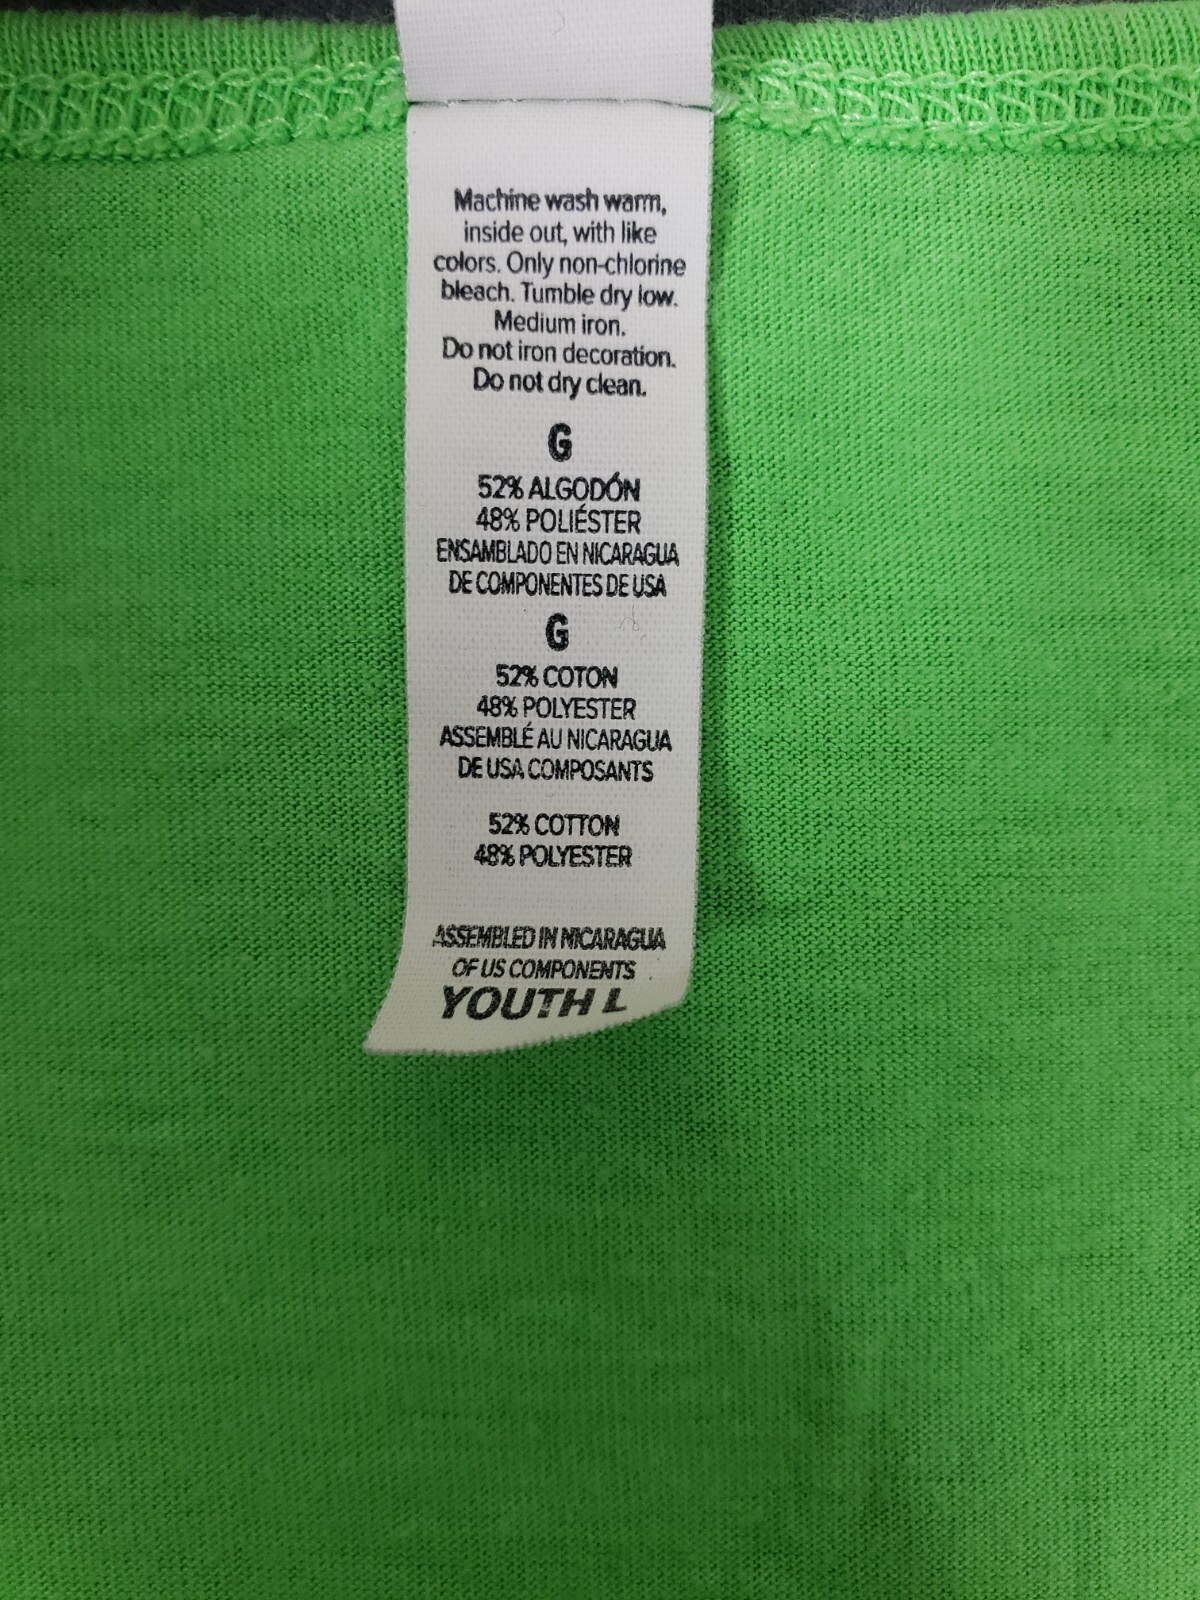 Machine wash warm,
inside out, with like
colors. Only non-chlorine
bleach. Tumble dry low.
Medium iron.
Do not iron decoration.
Do not dry clean.
G
52% ALGODÓN
48% POLIÉSTER
ENSAMBLADO EN NICARAGUA
DE COMPONENTES DE USA
G
52% COTON
48% POLYESTER
ASSEMBLÉ AU NICARAGUA
DE USA COMPOSANTS
52% COTTON
48% POLYESTER
ASSEMBLED IN NICARAGUA
OF US COMPONENTS
YOUTH L